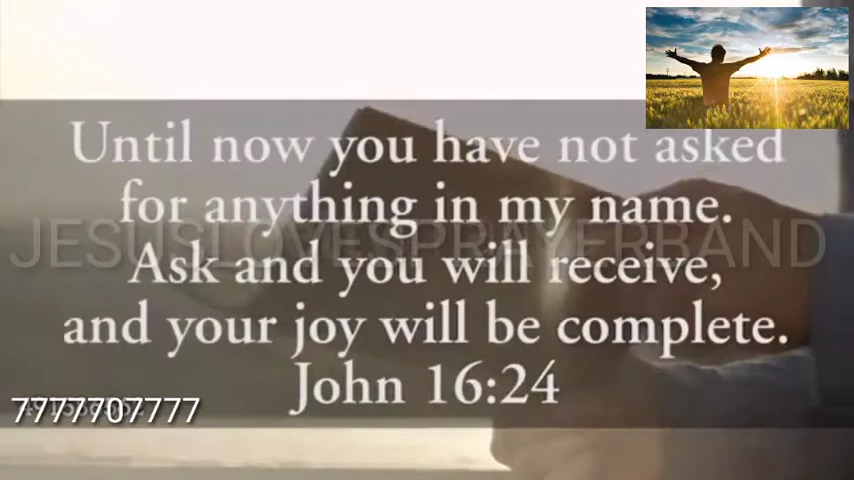 Until now you have not asked
for anything in my name.
JESUSLOVESPRAYERBAND
Ask and you will receive,
and your joy will be complete.
John 16:24
7777707777